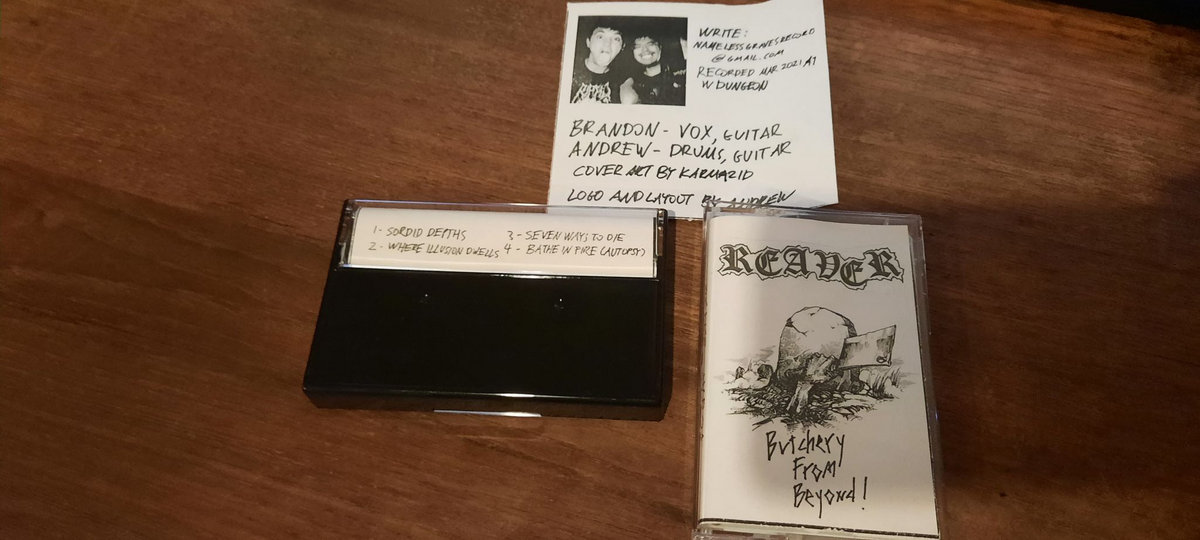 WRITE:
NAMELESSGRAVESRECORD
@GMAIL.COM
RECORDED MAR 2021 AT
W DUNGEON
BRANDON - VOX, GUITAR
ANDREW - DRUMS, GUITAR
COVER ART BY KARMAZID
LOGO AND LAYOUT BY ANDREW
1 - SORDID DEPTHS
2 - WHERE ILLUSION DWELLS
3 - SEVEN WAYS TO DIE
4 - BATHE IN FIRE (AUTOPSY)
REAVER
Butchery
From
Beyond!